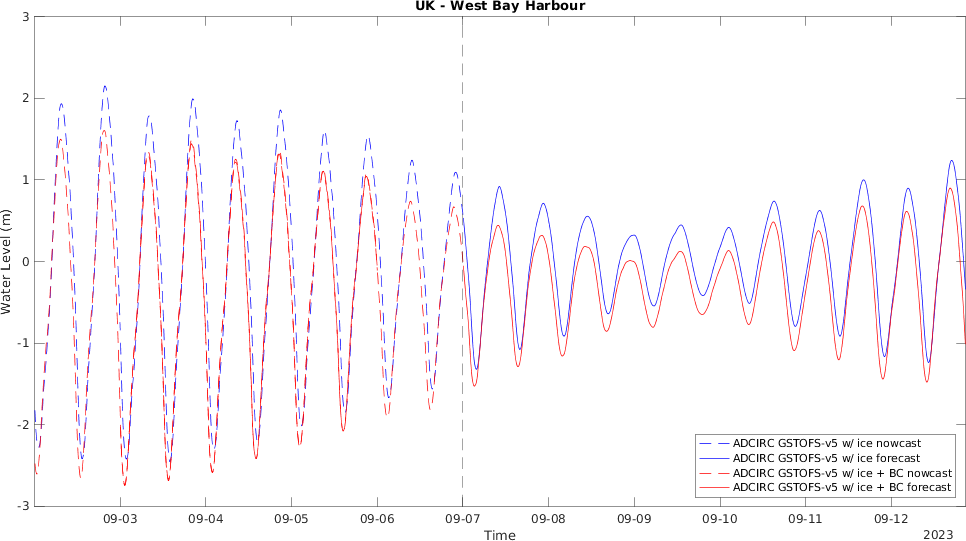 UK - West Bay Harbour
3
2
1
0
-1
-2
-3
Water Level (m)
09-03
09-04
09-05
09-06
09-07
09-08
09-09
09-10
09-11
09-12
Time
2023
ADCIRC GSTOFS-v5 w/ ice nowcast
ADCIRC GSTOFS-v5 w/ ice forecast
ADCIRC GSTOFS-v5 w/ ice + BC nowcast
ADCIRC GSTOFS-v5 w/ ice + BC forecast